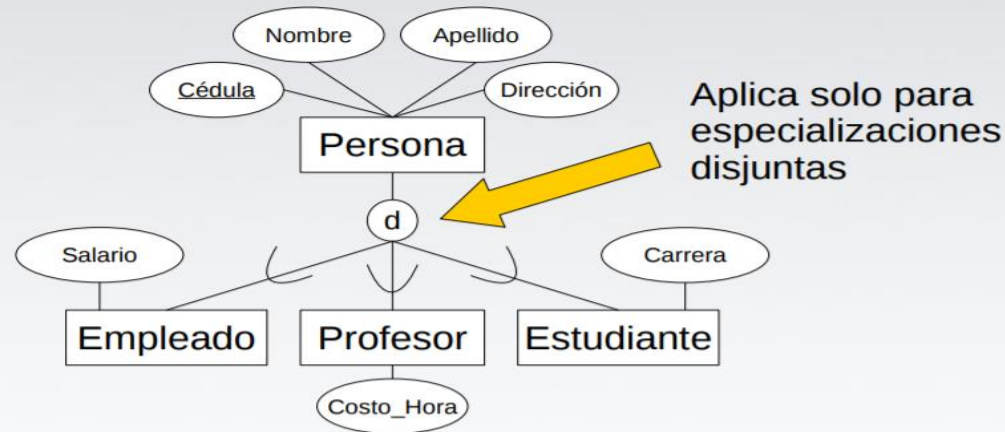 Nombre
Apellido
Cédula
Dirección
Aplica solo para
especializaciones
disjuntas
Persona
d
Salario
Carrera
Empleado
Profesor
Estudiante
Costo_Hora